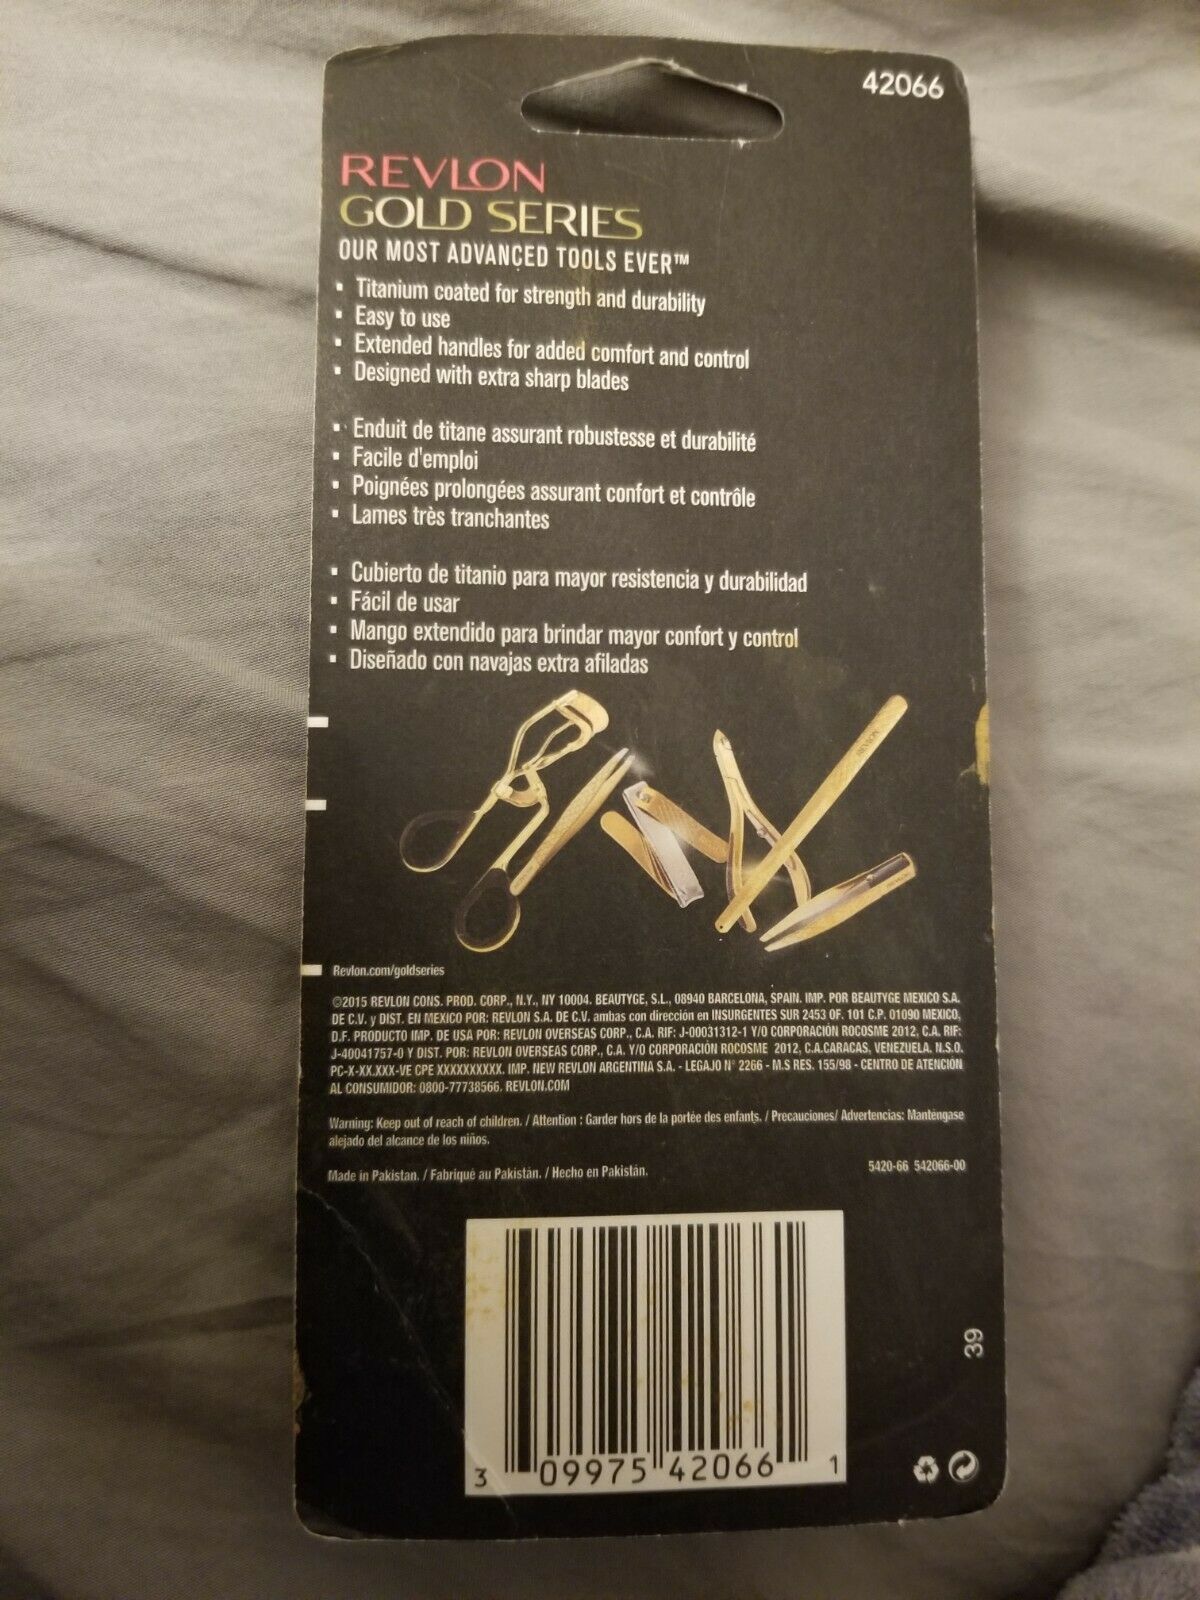 42066
REVLON
GOLD SERIES
OUR MOST ADVANCED TOOLS EVER™
▪ Titanium coated for strength and durability
▪ Easy to use
▪ Extended handles for added comfort and control
▪ Designed with extra sharp blades
▪ Enduit de titane assurant robustesse et durabilité
▪ Facile d'emploi
▪ Poignées prolongées assurant confort et contrôle
▪ Lames très tranchantes
▪ Cubierto de titanio para mayor resistencia y durabilidad
▪ Fácil de usar
▪ Mango extendido para brindar mayor confort y control
▪ Diseñado con navajas extra afiladas
REVLON
Revlon.com/goldseries
©2015 REVLON CONS. PROD. CORP., N.Y., NY 10004. BEAUTYGE, S.L., 08940 BARCELONA, SPAIN. IMP. POR BEAUTYGE MEXICO S.A.
DE C.V. y DIST. EN MEXICO POR: REVLON S.A. DE C.V. ambas con dirección en INSURGENTES SUR 2453 OF. 101 C.P. 01090 MEXICO,
D.F. PRODUCTO IMP. DE USA POR: REVLON OVERSEAS CORP., C.A. RIF: J-00031312-1 Y/O CORPORACIÓN ROCOSME 2012, C.A. RIF:
J-40041757-0 Y DIST. POR: REVLON OVERSEAS CORP., C.A. Y/O CORPORACIÓN ROCOSME 2012, C.A.CARACAS, VENEZUELA. N.S.O.
PC-X-XX.XXX-VE CPE XXXXXXXXXX. IMP. NEW REVLON ARGENTINA S.A. - LEGAJO N° 2266 - M.S RES. 155/98 - CENTRO DE ATENCIÓN
AL CONSUMIDOR: 0800-77738566. REVLON.COM
Warning: Keep out of reach of children. / Attention : Garder hors de la portée des enfants. / Precauciones/ Advertencias: Manténgase
alejado del alcance de los niños.
Made in Pakistan. / Fabriqué au Pakistán. / Hecho en Pakistán.
5420-66 542066-00
39
3 09975 42066 1